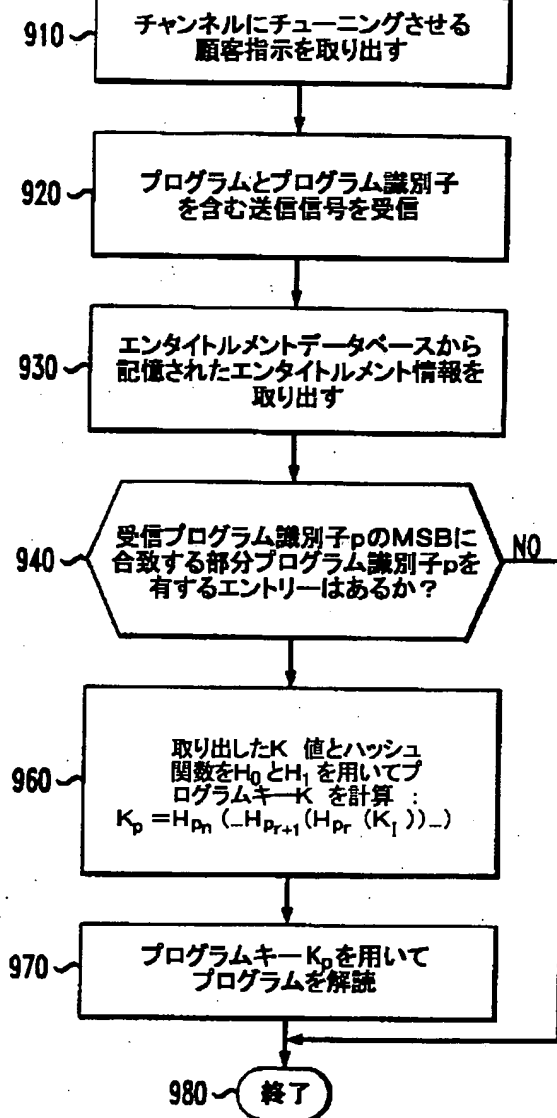 910
チャンネルにチューニングさせる
顧客指示を取り出す
920
プログラムとプログラム識別子
を含む送信信号を受信
930
エンタイトルメントデータベースから
記憶されたエンタイトルメント情報を
取り出す
940
受信プログラム識別子pのMSBに
合致する部分プログラム識別子pを
有するエントリーはあるか？
NO
960
取り出したK 値とハッシュ
関数をH₀とH₁を用いてプ
ログラムキーK を計算 :
Kp =Hpn (_Hpr+1(Hpr (KI ))_)
970
プログラムキーKpを用いて
プログラムを解読
980
終了